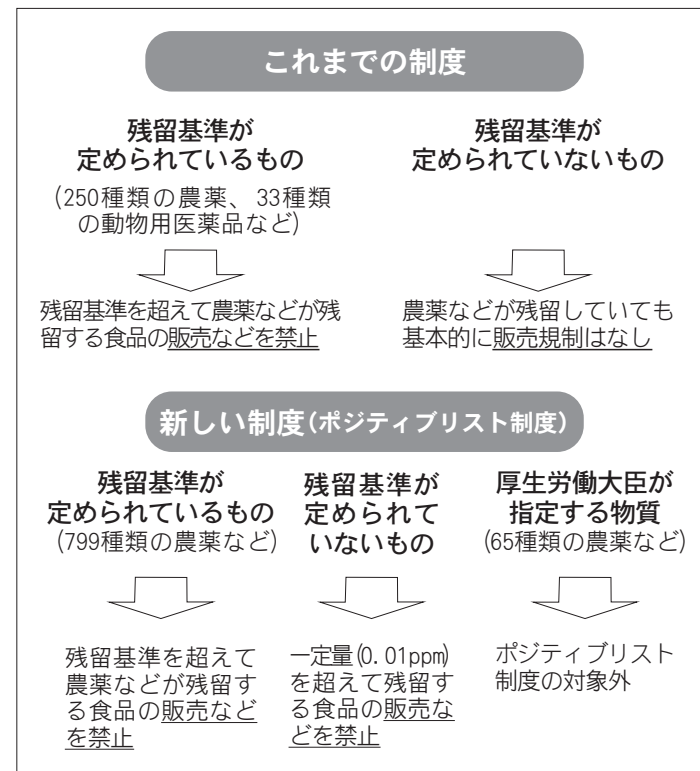 これまでの制度
残留基準が
定められているもの
(250種類の農薬、33種類
の動物用医薬品など)
残留基準を超えて農薬などが残
留する食品の販売などを禁止
残留基準が
定められていないもの
農薬などが残留していても
基本的に販売規制はなし
新しい制度(ポジティブリスト制度)
残留基準が
定められているもの
(799種類の農薬など)
残留基準を超えて
農薬などが残留す
る食品の販売など
を禁止
残留基準が
定められて
いないもの
一定量(0.01ppm)
を超えて残留す
る食品の販売な
どを禁止
厚生労働大臣が
指定する物質
(65種類の農薬など)
ポジティブリスト
制度の対象外